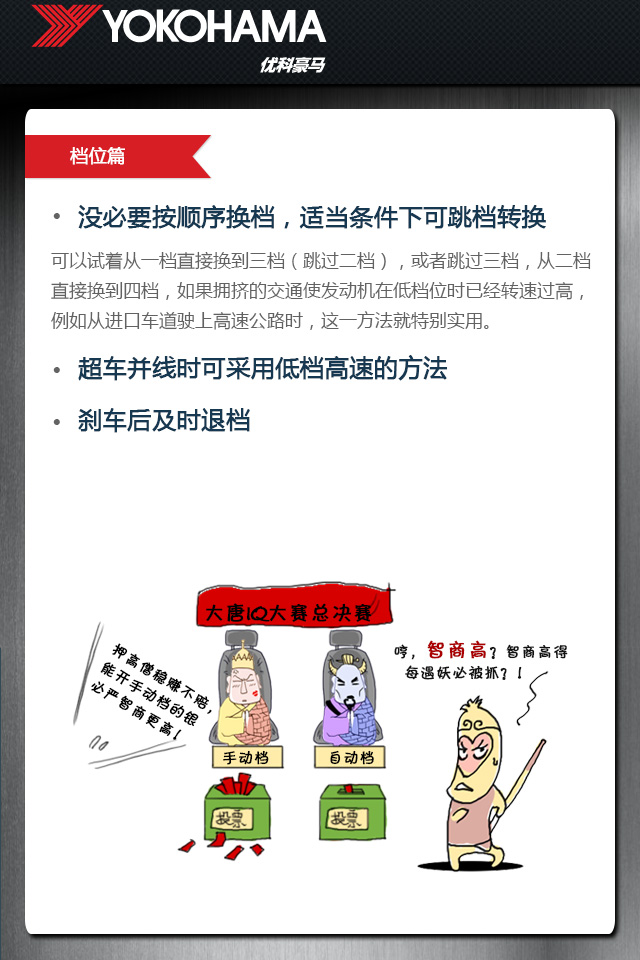 YOKOHAMA
优科豪马
档位篇
• 没必要按顺序换档，适当条件下可跳档转换
可以试着从一档直接换到三档（跳过二档），或者跳过三档，从二档
直接换到四档，如果拥挤的交通使发动机在低档位时已经转速过高，
例如从进口车道驶上高速公路时，这一方法就特别实用。
• 超车并线时可采用低档高速的方法
• 刹车后及时退档
大唐IQ大赛总决赛
押高僧稳赚不赔，
能开手动档的银
必严智商更高！
哼，智商高？智商高得
每遇妖必被抓？！
手动档
自动档
投票
投票